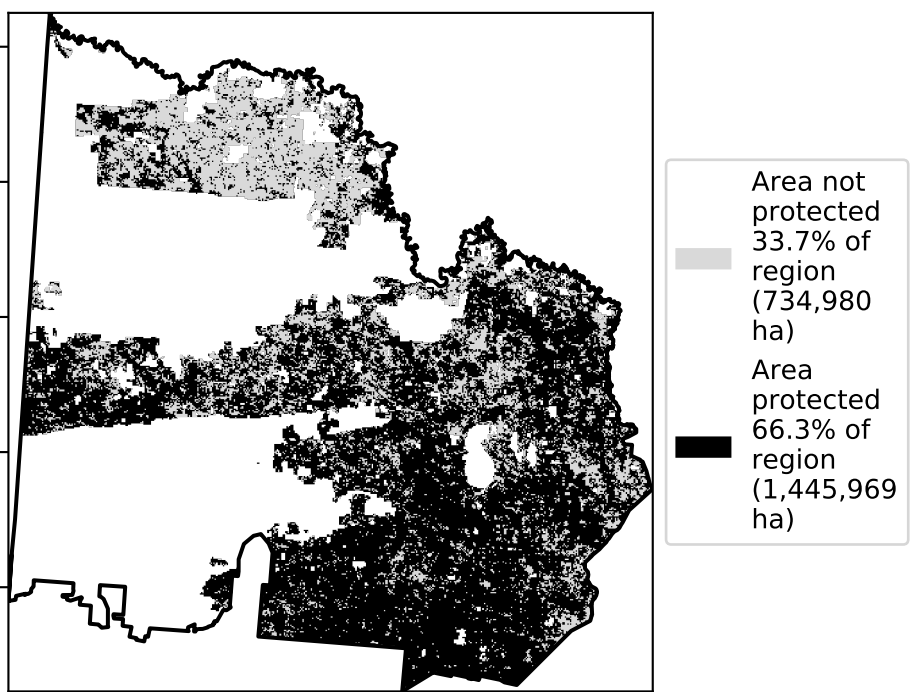 Area not
protected
33.7% of
region
(734,980
ha)
Area
protected
66.3% of
region
(1,445,969
ha)